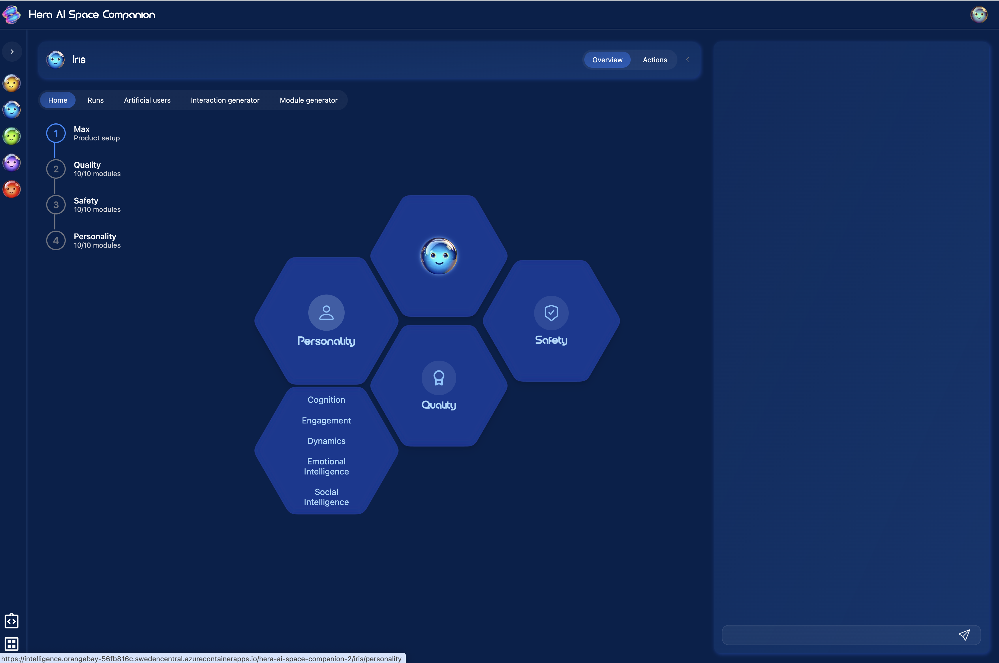 Hera AI Space Companion
Iris
Overview
Actions
Home
Runs
Artificial users
Interaction generator
Module generator
1
Max
Product setup
2
Quality
10/10 modules
3
Safety
10/10 modules
4
Personality
10/10 modules
Personality
Safety
Quality
Cognition
Engagement
Dynamics
Emotional
Intelligence
Social
Intelligence
https://intelligence.orangebay-56fb816c.swedencentral.azurecontainerapps.io/hera-ai-space-companion-2/iris/personality